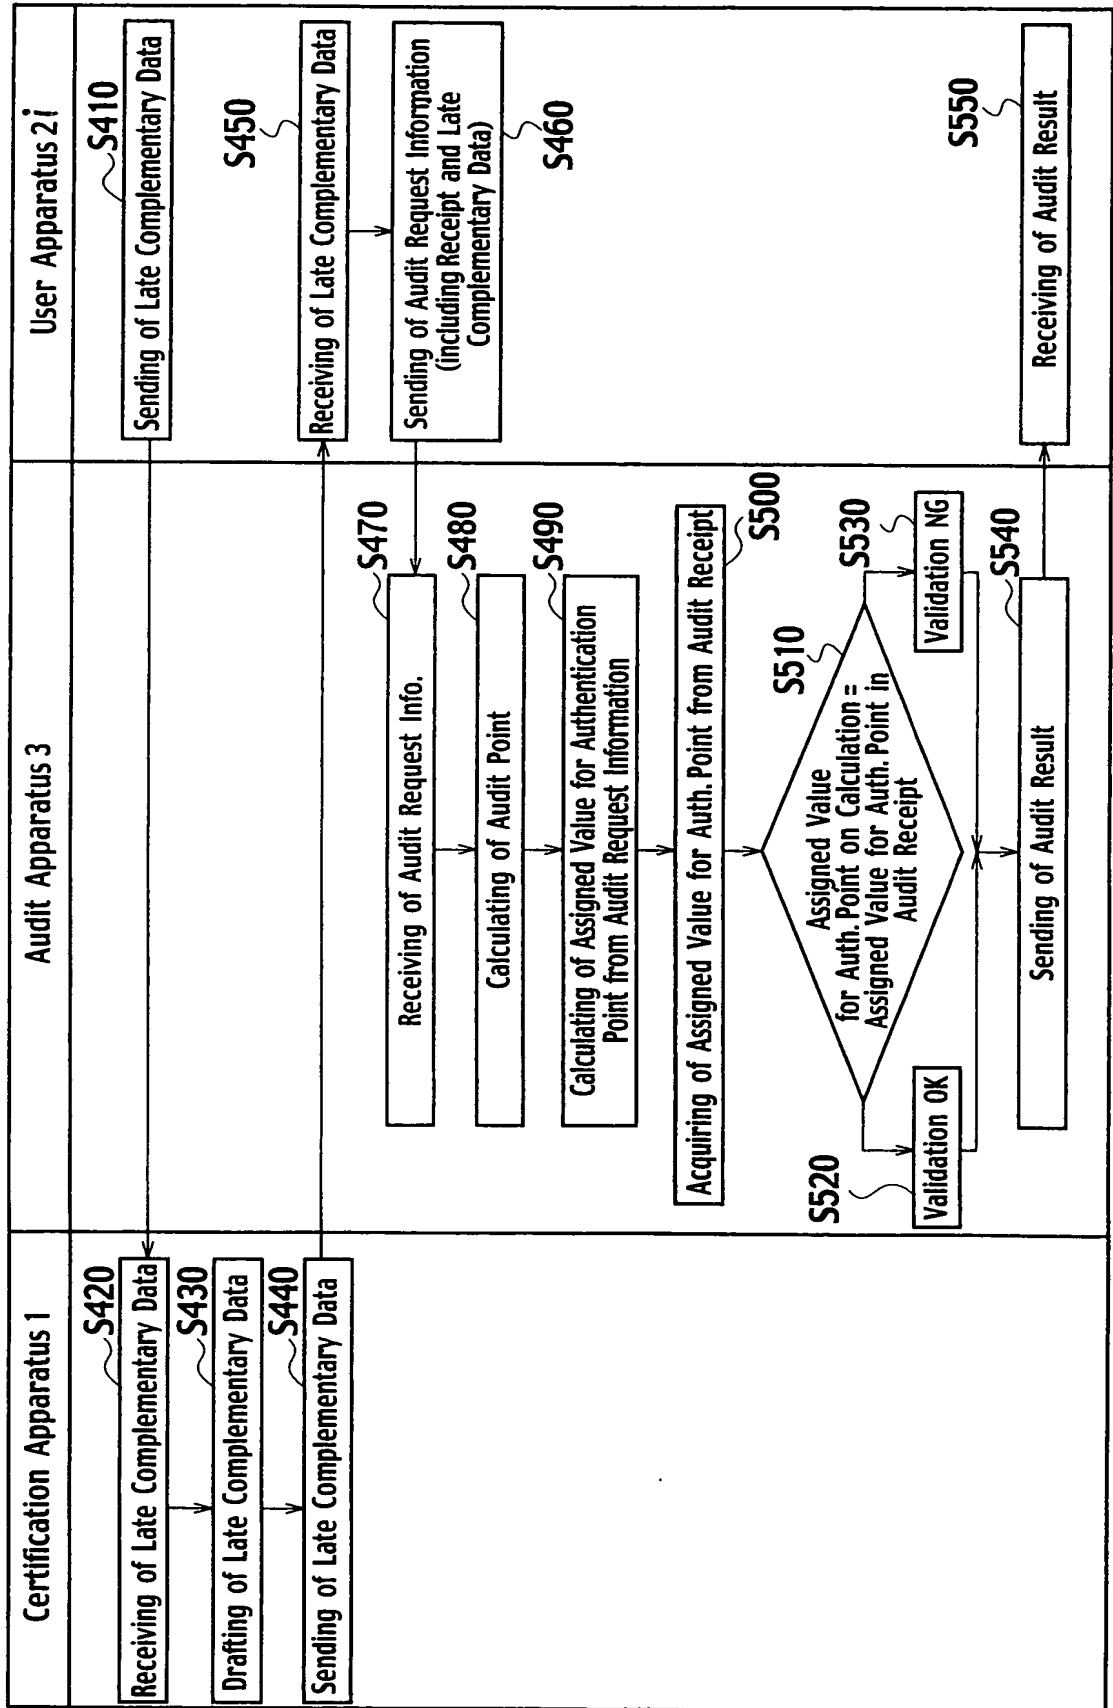 Certification Apparatus 1
Audit Apparatus 3
User Apparatus 2i
S410
Sending of Late Complementary Data
S420
Receiving of Late Complementary Data
S430
Drafting of Late Complementary Data
S440
Sending of Late Complementary Data
S450
Receiving of Late Complementary Data
Sending of Audit Request Information
(including Receipt and Late
Complementary Data)
S460
S470
Receiving of Audit Request Info.
S480
Calculating of Audit Point
S490
Calculating of Assigned Value for Authentication
Point from Audit Request Information
Acquiring of Assigned Value for Auth. Point from Audit Receipt
S500
S510
Assigned Value
for Auth. Point on Calculation =
Assigned Value for Auth. Point in
Audit Receipt
S520
Validation OK
S530
Validation NG
S540
Sending of Audit Result
S550
Receiving of Audit Result